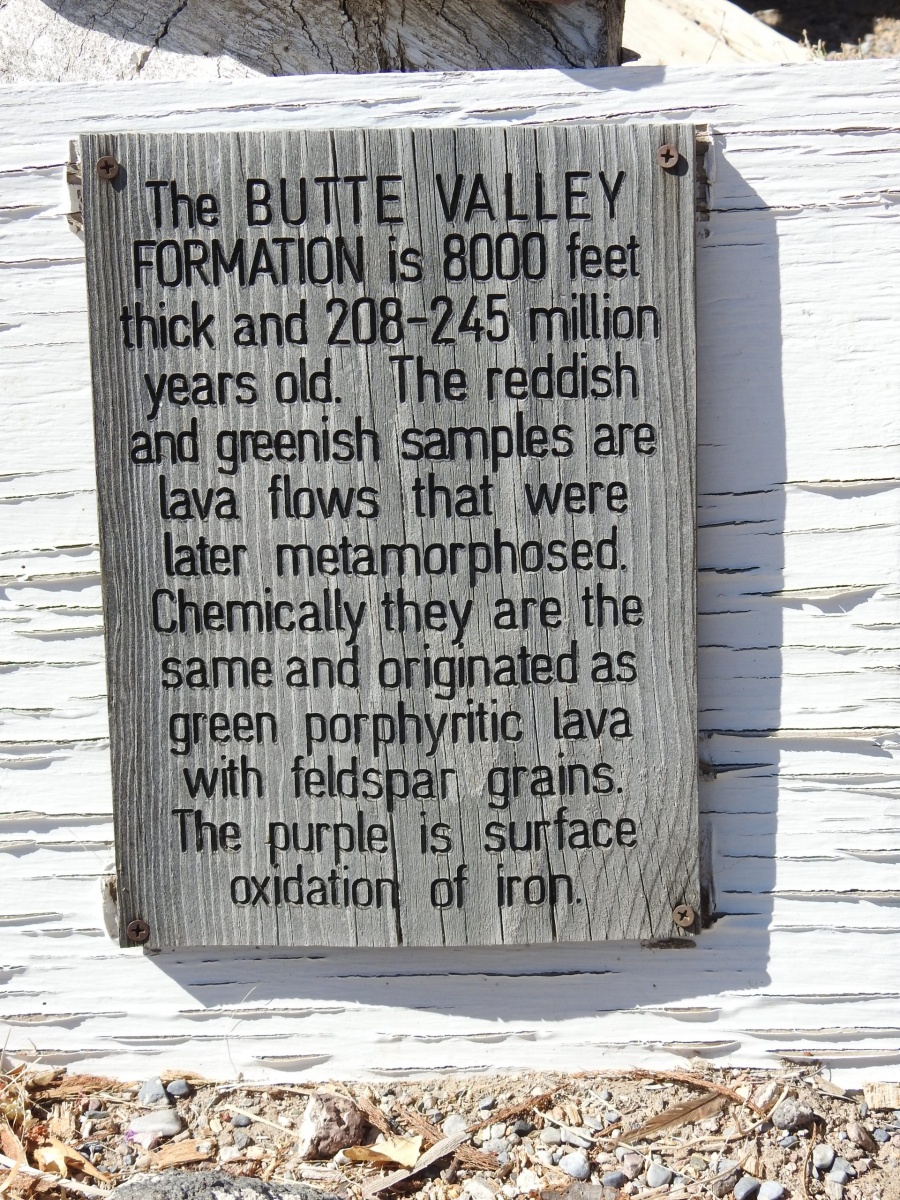 The BUTTE VALLEY
FORMATION is 8000 feet
thick and 208-245 million
years old. The reddish
and greenish samples are
lava flows that were
later metamorphosed.
Chemically they are the
same and originated as
green porphyritic lava
with feldspar grains.
The purple is surface
oxidation of iron.